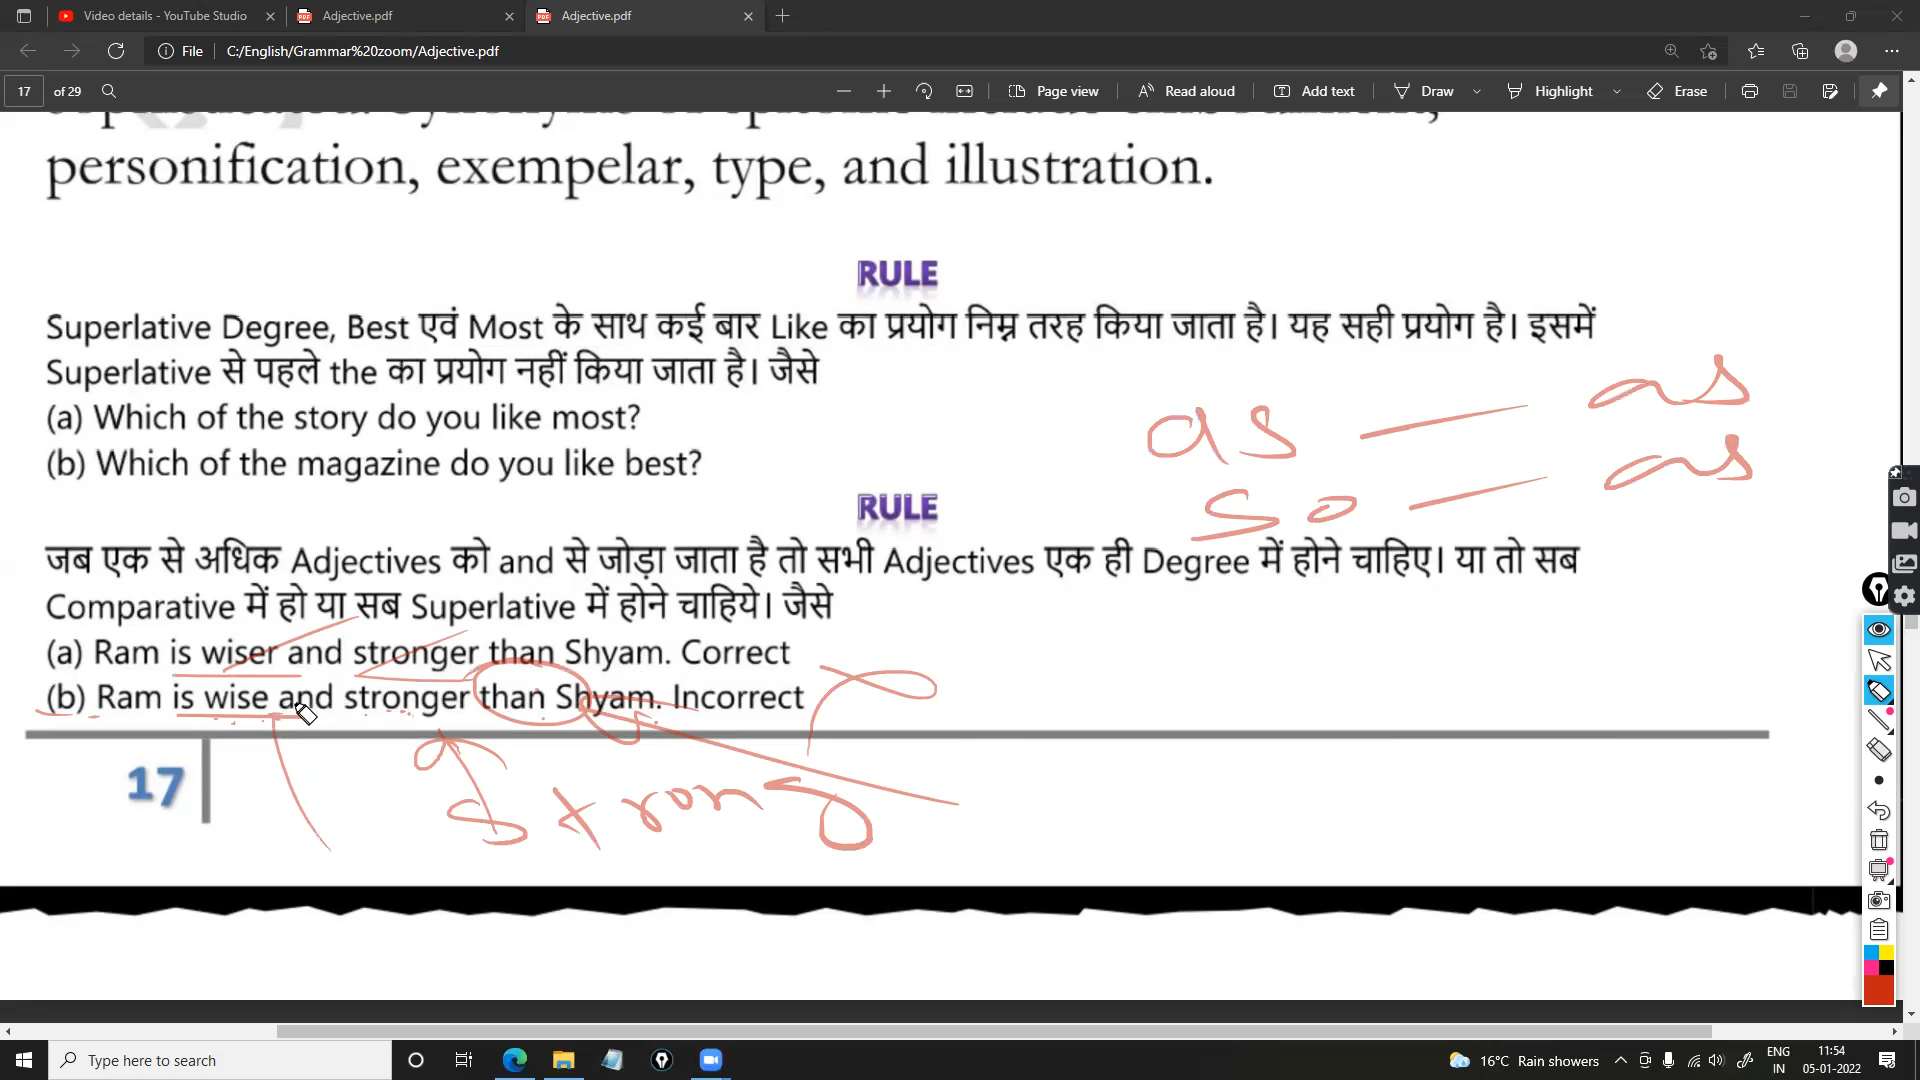 Video details - YouTube Studio
Adjective.pdf
Adjective.pdf
File
C:/English/Grammar%20zoom/Adjective.pdf
17 of 29
Page view
Read aloud
Add text
Draw
Highlight
Erase
personification, exempelar, type, and illustration.
RULE
Superlative Degree, Best एवं Most के साथ कई बार Like का प्रयोग निम्न तरह किया जाता है। यह सही प्रयोग है। इसमें
Superlative से पहले the का प्रयोग नहीं किया जाता है। जैसे
(a) Which of the story do you like most?
as — as
(b) Which of the magazine do you like best?
so — as
RULE
जब एक से अधिक Adjectives को and से जोड़ा जाता है तो सभी Adjectives एक ही Degree में होने चाहिए। या तो सब
Comparative में हो या सब Superlative में होने चाहिये। जैसे
(a) Ram is wiser and stronger than Shyam. Correct
(b) Ram is wise and stronger than Shyam. Incorrect
17
strong
Type here to search
16°C Rain showers
ENG
IN
11:54
05-01-2022